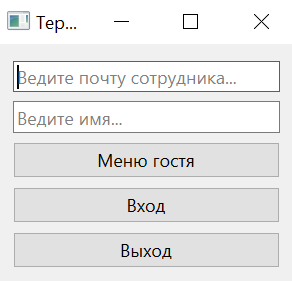 Тер...
Ведите почту сотрудника...
Ведите имя...
Меню гостя
Вход
Выход